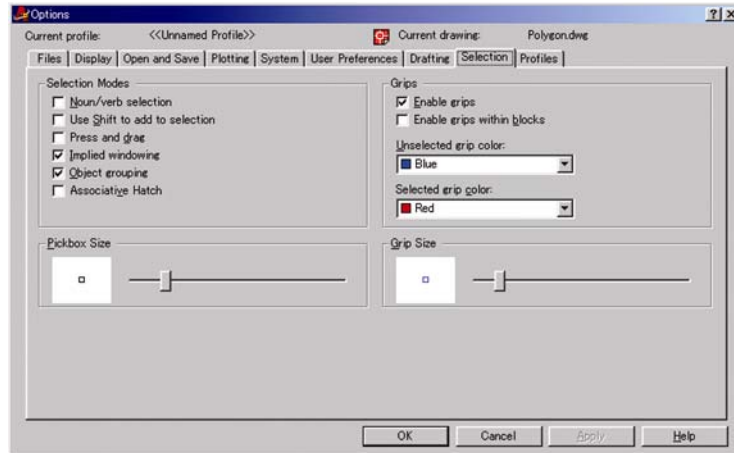 Options
Current profile: <<Unnamed Profile>> Current drawing: Polygon.dwg
Files Display Open and Save Plotting System User Preferences Drafting Selection Profiles
Selection Modes
Noun/verb selection
Use Shift to add to selection
Press and drag
Implied windowing
Object grouping
Associative Hatch
Grips
Enable grips
Enable grips within blocks
Unselected grip color:
Blue
Selected grip color:
Red
Pickbox Size
Grip Size
OK Cancel Apply Help